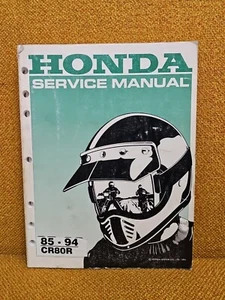 HONDA
SERVICE MANUAL
85 - 94
CR80R